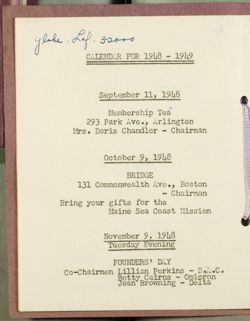 CALENDAR FOR 1948 - 1949
September 11, 1948
Membership Tea
293 Park Ave., Arlington
Mrs. Doris Chandler - Chairman
October 9, 1948
BRIDGE
131 Commonwealth Ave., Boston
- Chairman
Bring your gifts for the
Maine Sea Coast Mission
November 9, 1948
Tuesday Evening
FOUNDERS' DAY
Co-Chairmen Lillian Perkins -
Betty Cairns - Omicron
Jean Browning - Delta